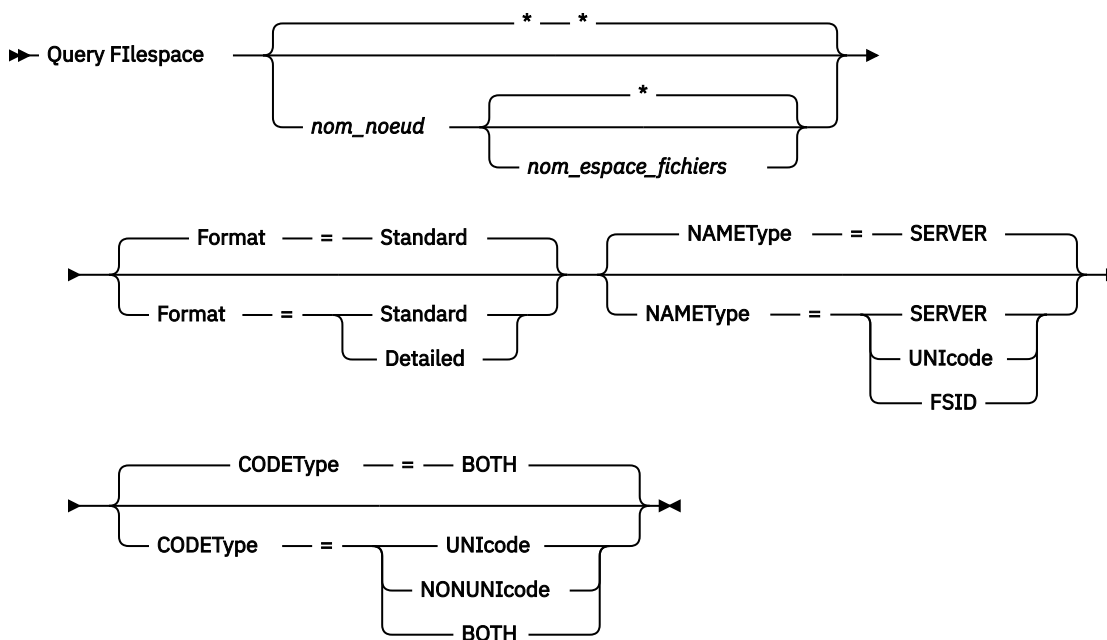 * *
Query FIlespace
*
nom_noeud
nom_espace_fichiers
Format = Standard NAMEType = SERVER
Format = Standard NAMEType = SERVER
Detailed UNIcode
FSID
CODEType = BOTH
CODEType = UNIcode
NONUNIcode
BOTH